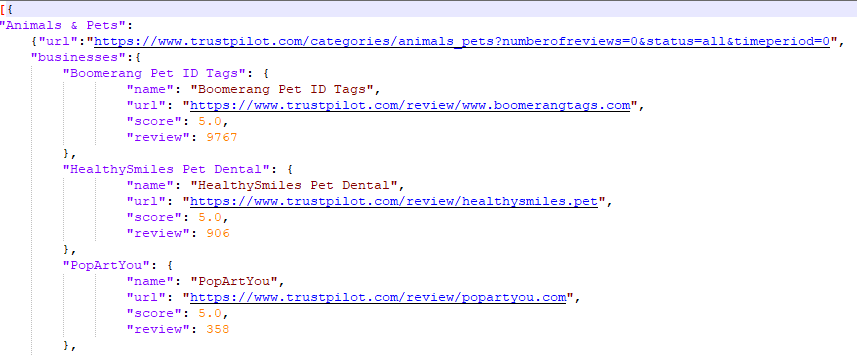 [{
"Animals & Pets":
{"url":"https://www.trustpilot.com/categories/animals_pets?numberofreviews=0&status=all&timeperiod=0",
"businesses":{
"Boomerang Pet ID Tags": {
"name": "Boomerang Pet ID Tags",
"url": "https://www.trustpilot.com/review/www.boomerangtags.com",
"score": 5.0,
"review": 9767
},
"HealthySmiles Pet Dental": {
"name": "HealthySmiles Pet Dental",
"url": "https://www.trustpilot.com/review/healthysmiles.pet",
"score": 5.0,
"review": 906
},
"PopArtYou": {
"name": "PopArtYou",
"url": "https://www.trustpilot.com/review/popartyou.com",
"score": 5.0,
"review": 358
},